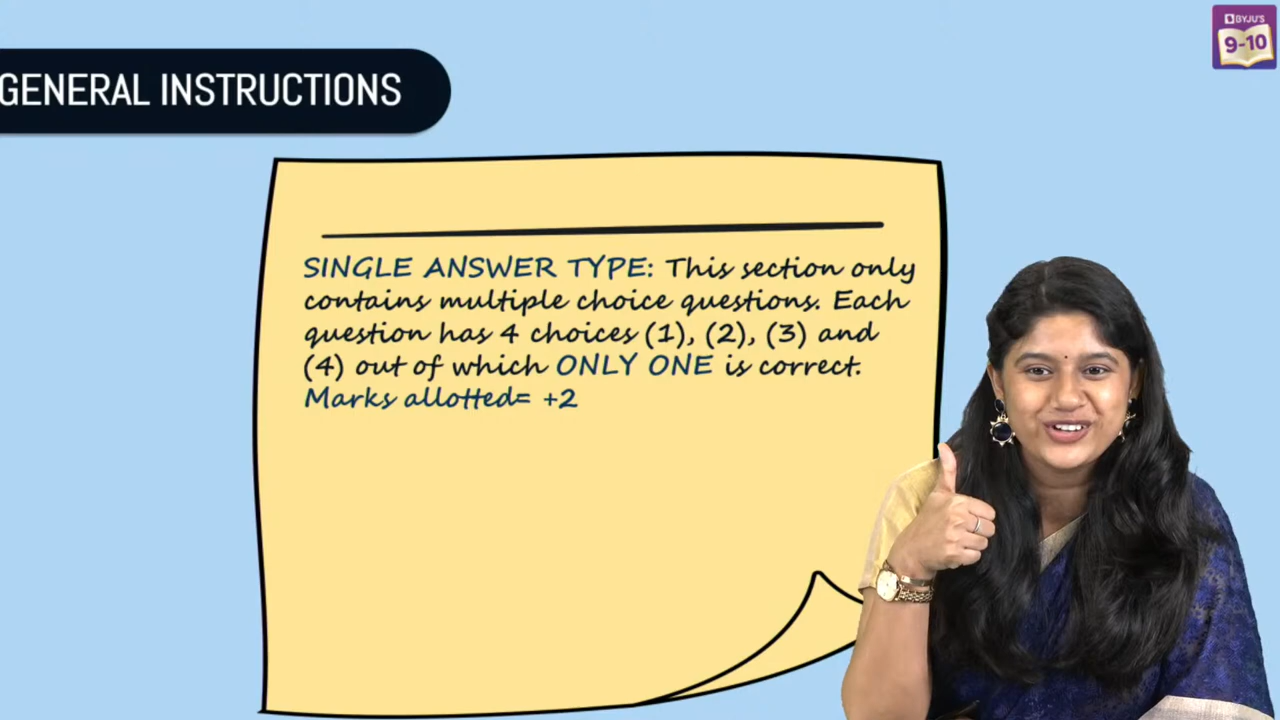 BYJU'S
9-10
GENERAL INSTRUCTIONS
SINGLE ANSWER TYPE: This section only
contains multiple choice questions. Each
question has 4 choices (1), (2), (3) and
(4) out of which ONLY ONE is correct.
Marks allotted= +2